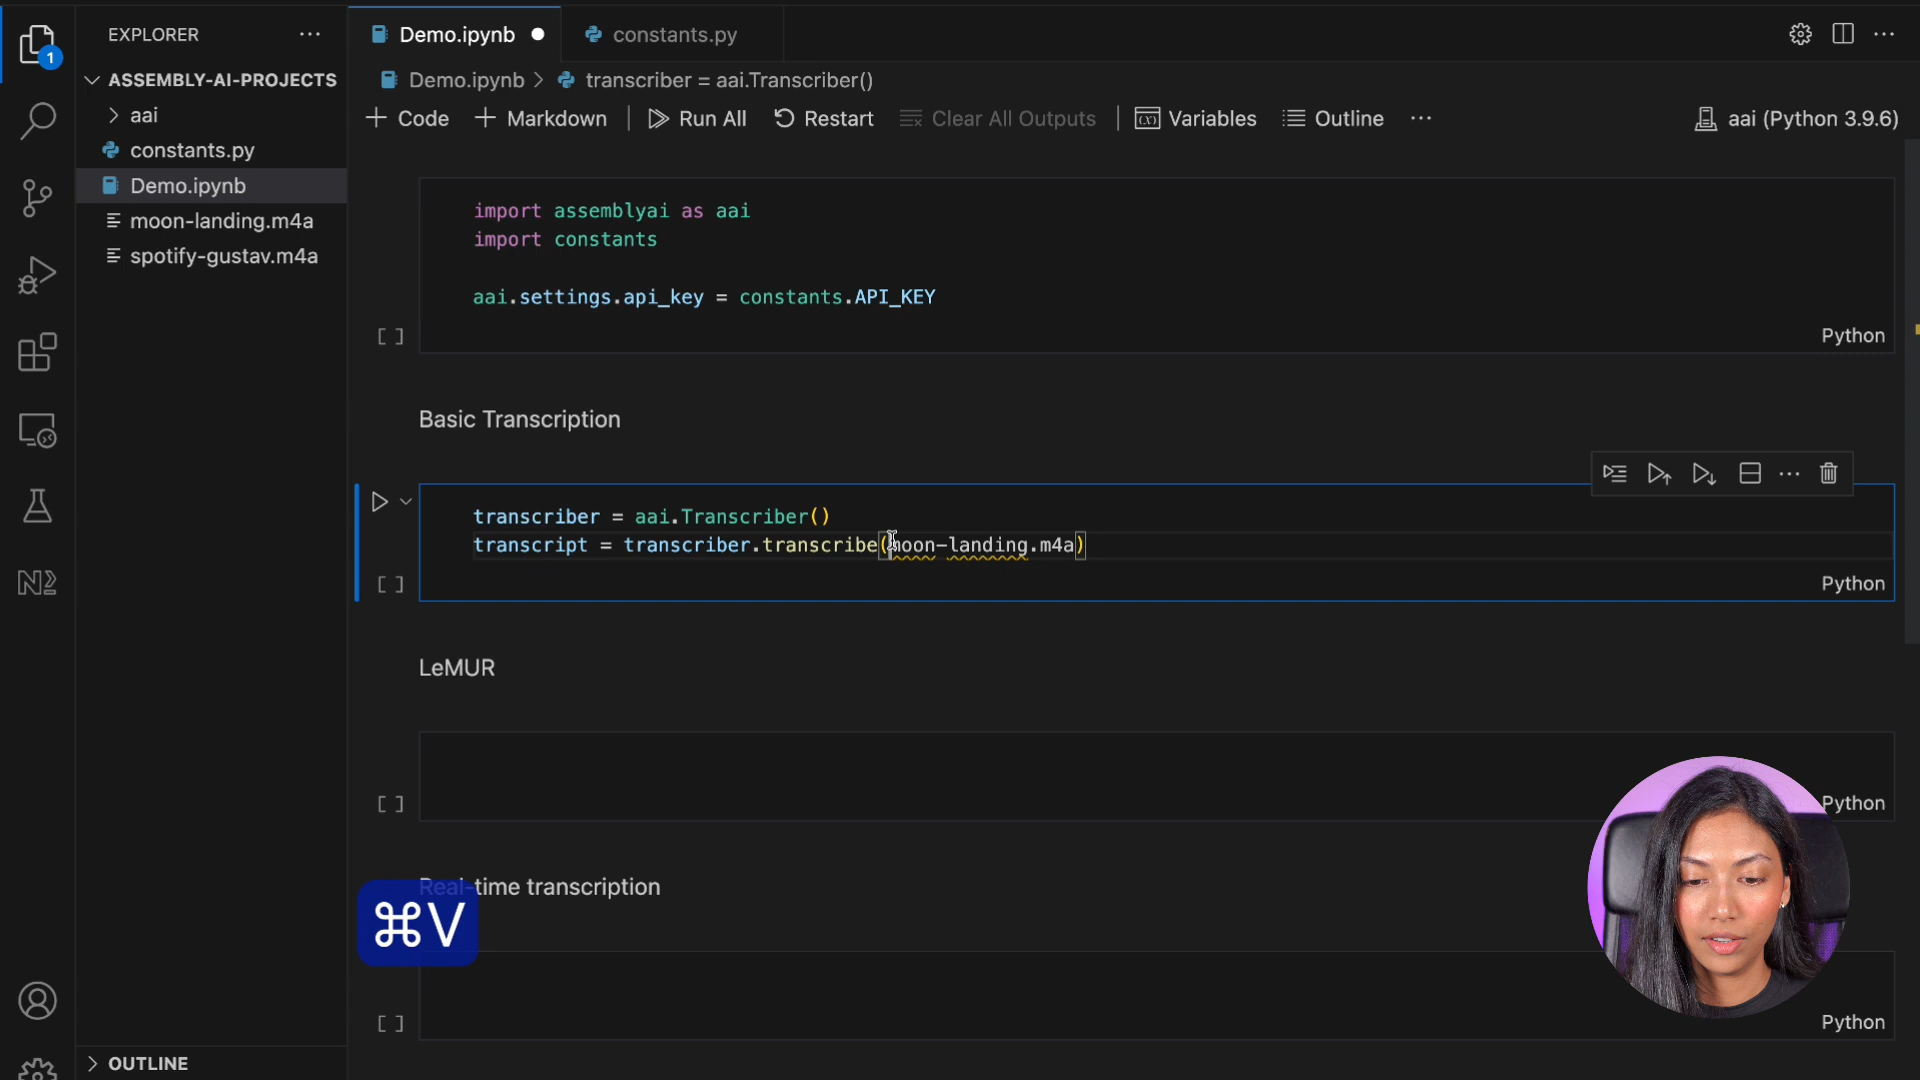 EXPLORER
Demo.ipynb
constants.py
1
ASSEMBLY-AI-PROJECTS
Demo.ipynb > transcriber = aai.Transcriber()
aai
+ Code
+ Markdown
Run All
Restart
Clear All Outputs
Variables
Outline
aai (Python 3.9.6)
constants.py
Demo.ipynb
moon-landing.m4a
spotify-gustav.m4a
import assemblyai as aai
import constants
aai.settings.api_key = constants.API_KEY
[ ]
Python
Basic Transcription
transcriber = aai.Transcriber()
transcript = transcriber.transcribe(moon-landing.m4a)
[ ]
Python
LeMUR
[ ]
Python
Real-time transcription
⌘V
[ ]
Python
OUTLINE